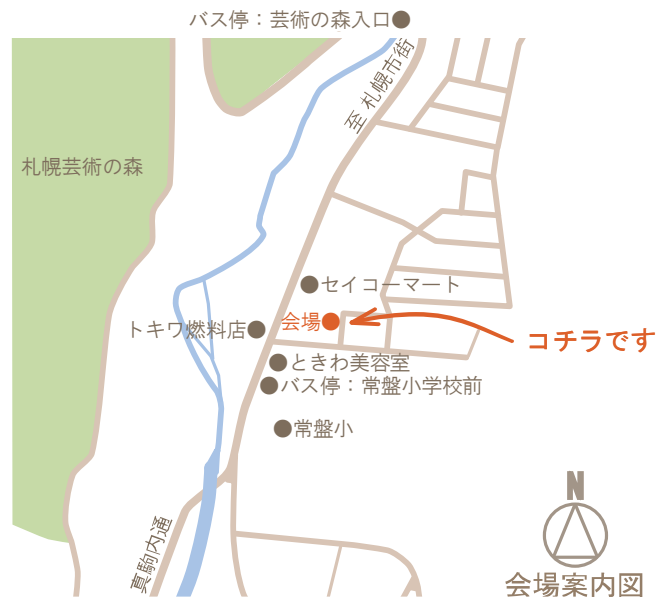 バス停：芸術の森入口
至 札幌市街
札幌芸術の森
セイコーマート
会場
トキワ燃料店
コチラです
ときわ美容室
バス停：常盤小学校前
常盤小
真駒内通
N
会場案内図